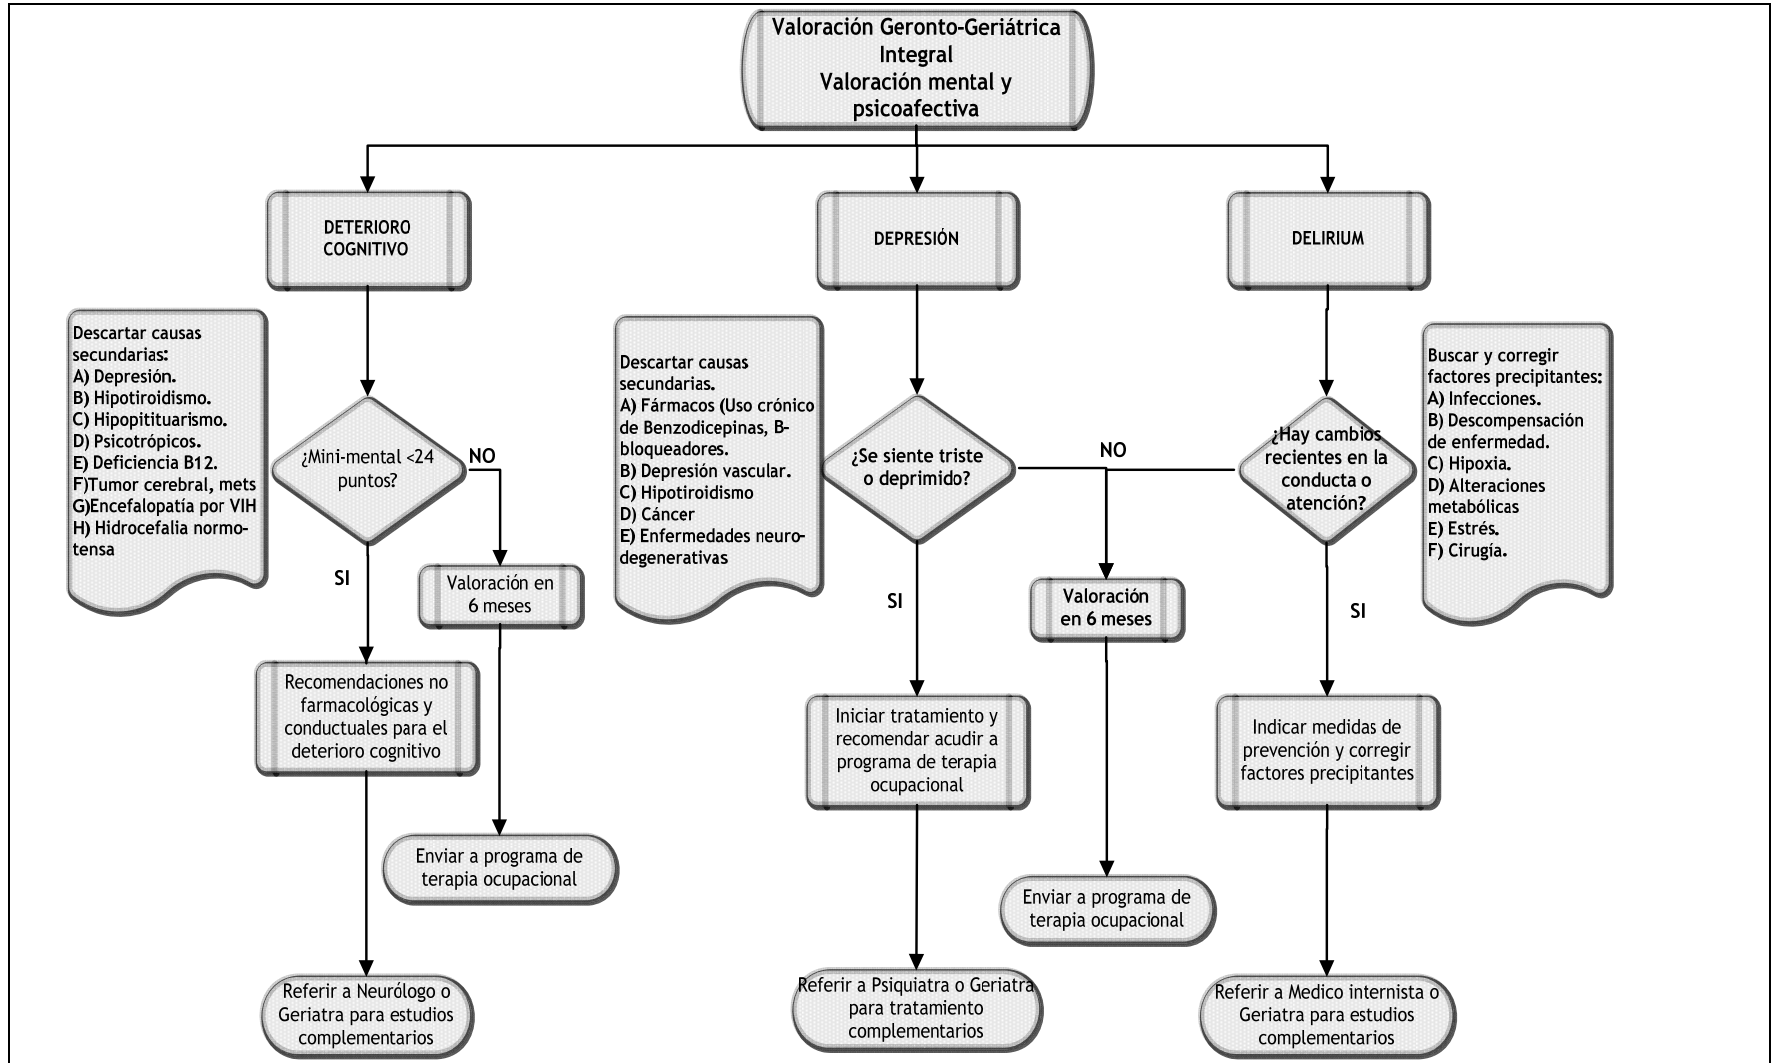 Valoración Geronto-Geriátrica
Integral
Valoración mental y
psicoafectiva
DETERIORO
COGNITIVO
DEPRESIÓN
DELIRIUM
Descartar causas
secundarias:
A) Depresión.
B) Hipotiroidismo.
C) Hipopitituarismo.
D) Psicotrópicos.
E) Deficiencia B12.
F)Tumor cerebral, mets
G)Encefalopatía por VIH
H) Hidrocefalia normo-
tensa
¿Mini-mental <24
puntos?
NO
SI
Valoración en
6 meses
Recomendaciones no
farmacológicas y
conductuales para el
deterioro cognitivo
Enviar a programa de
terapia ocupacional
Referir a Neurólogo o
Geriatra para estudios
complementarios
Descartar causas
secundarias.
A) Fármacos (Uso crónico
de Benzodicepinas, B-
bloqueadores.
B) Depresión vascular.
C) Hipotiroidismo
D) Cáncer
E) Enfermedades neuro-
degenerativas
¿Se siente triste
o deprimido?
NO
SI
Valoración
en 6 meses
Iniciar tratamiento y
recomendar acudir a
programa de terapia
ocupacional
Enviar a programa de
terapia ocupacional
Referir a Psiquiatra o Geriatra
para tratamiento
complementarios
¿Hay cambios
recientes en la
conducta o
atención?
SI
Buscar y corregir
factores precipitantes:
A) Infecciones.
B) Descompensación
de enfermedad.
C) Hipoxia.
D) Alteraciones
metabólicas
E) Estrés.
F) Cirugía.
Indicar medidas de
prevención y corregir
factores precipitantes
Referir a Medico internista o
Geriatra para estudios
complementarios